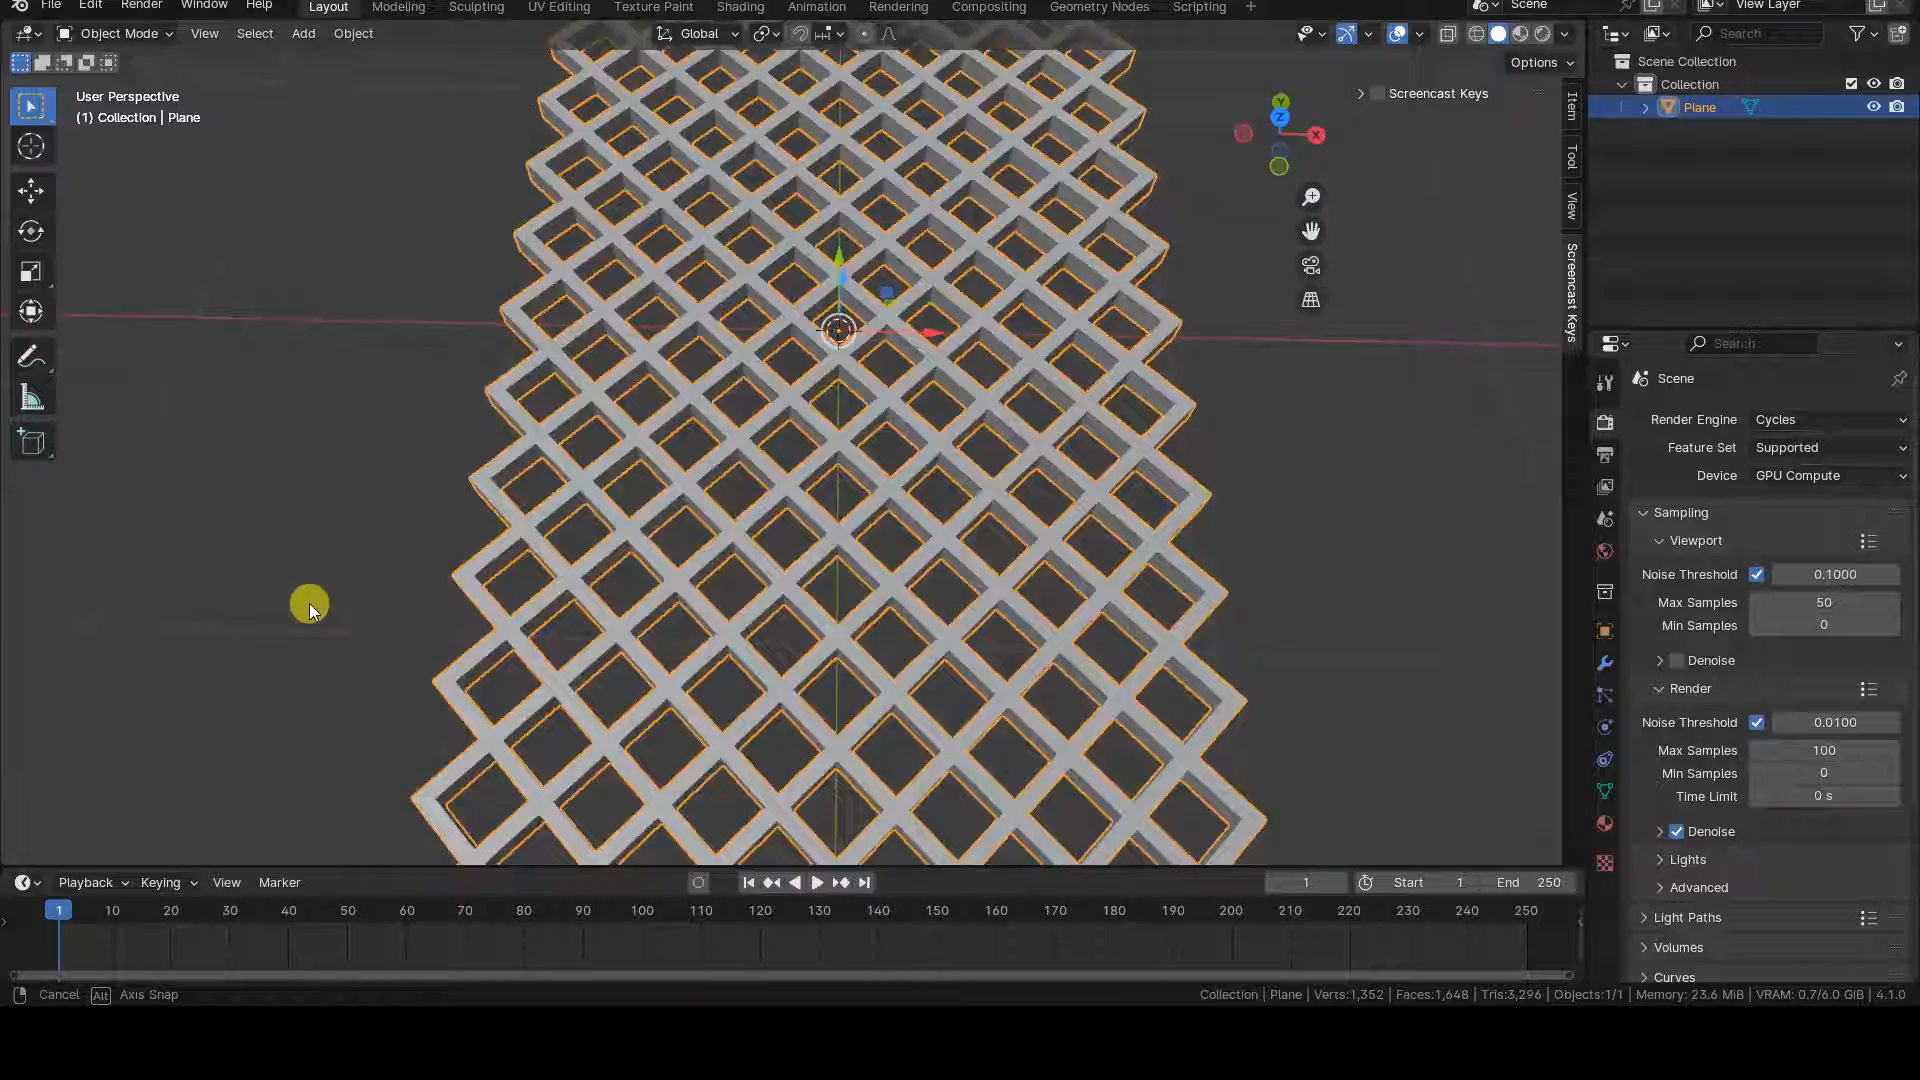 File Edit Render Window Help Layout Modeling Sculpting UV Editing Texture Paint Shading Animation Rendering Compositing Geometry Nodes Scripting + Scene View Layer
Object Mode View Select Add Object Global Search
Options
User Perspective
(1) Collection | Plane
Screencast Keys
Y
Z
X
Item
Tool
View
Screencast Keys
Scene Collection
Collection
Plane
Search
Scene
Render Engine Cycles
Feature Set Supported
Device GPU Compute
Sampling
Viewport
Noise Threshold 0.1000
Max Samples 50
Min Samples 0
Denoise
Render
Noise Threshold 0.0100
Max Samples 100
Min Samples 0
Time Limit 0 s
Denoise
Lights
Advanced
Light Paths
Volumes
Curves
Playback Keying View Marker 1 Start 1 End 250
1 10 20 30 40 50 60 70 80 90 100 110 120 130 140 150 160 170 180 190 200 210 220 230 240 250
Cancel Alt Axis Snap Collection | Plane | Verts:1,352 | Faces:1,648 | Tris:3,296 | Objects:1/1 | Memory: 23.6 MiB | VRAM: 0.7/6.0 GiB | 4.1.0